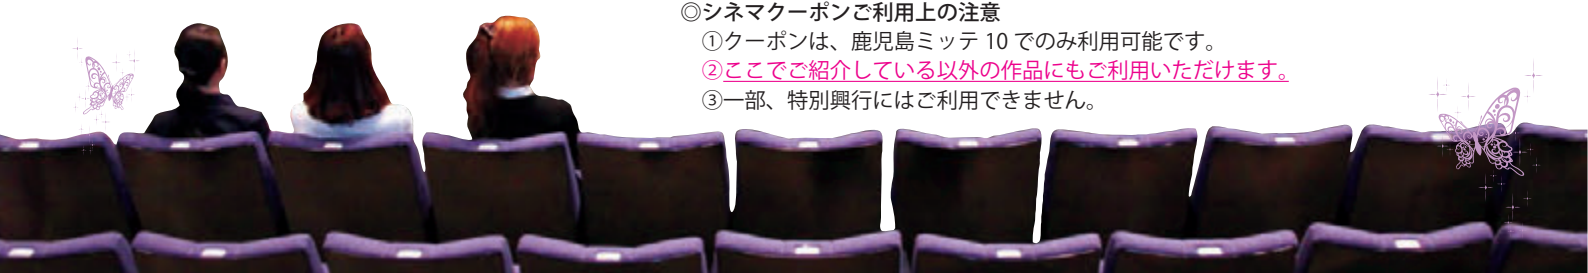 ◎シネマクーポンご利用上の注意
①クーポンは、鹿児島ミッテ 10 でのみ利用可能です。
②ここでご紹介している以外の作品にもご利用いただけます。
③一部、特別興行にはご利用できません。